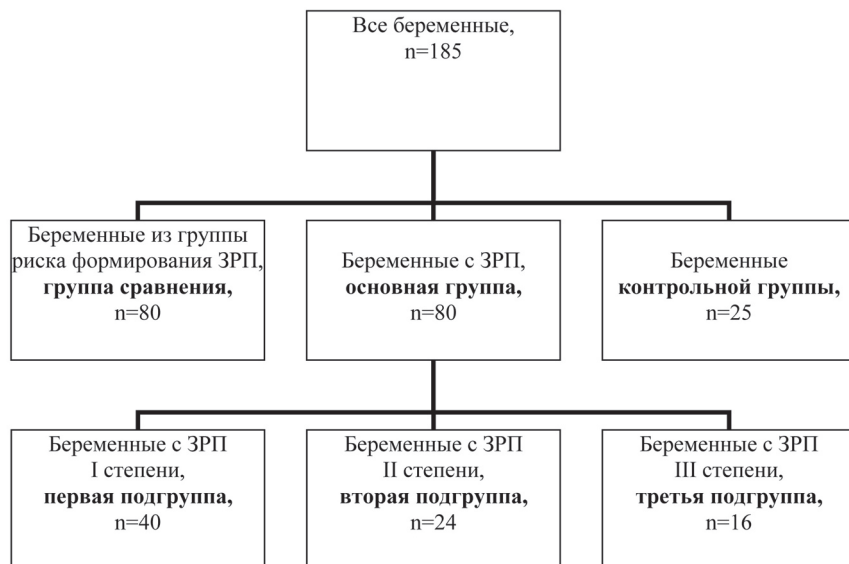 Все беременные,
n=185
Беременные из группы
риска формирования ЗРП,
группа сравнения,
n=80
Беременные с ЗРП,
основная группа,
n=80
Беременные
контрольной группы,
n=25
Беременные с ЗРП
I степени,
первая подгруппа,
n=40
Беременные с ЗРП
II степени,
вторая подгруппа,
n=24
Беременные с ЗРП
III степени,
третья подгруппа,
n=16